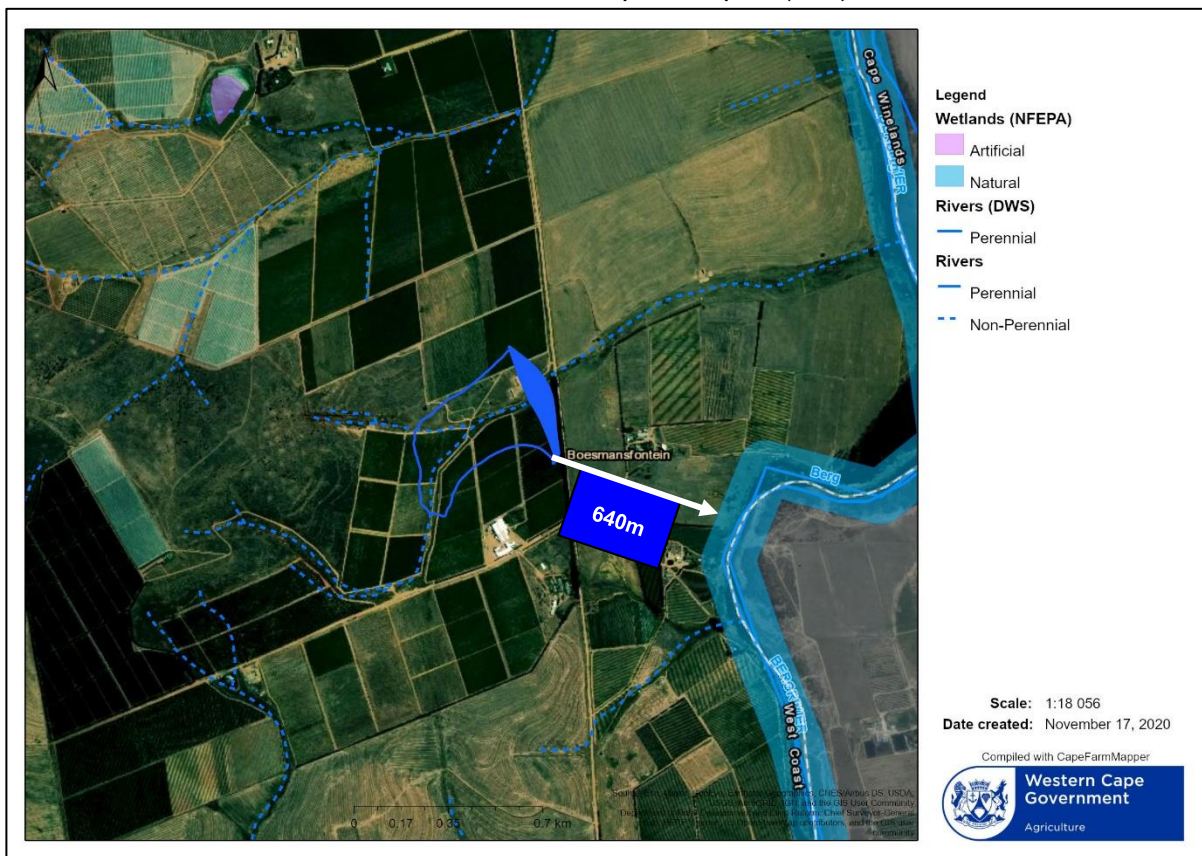 Cape Winelands
Berg
BERGRIVIER
Boesmansfontein
640m
West Coast
0 0,17 0,35 0,7 km
Legend
Wetlands (NFEPA)
Artificial
Natural
Rivers (DWS)
Perennial
Rivers
Perennial
Non-Perennial
Scale: 1:18 056
Date created: November 17, 2020
Compiled with CapeFarmMapper
Western Cape
Government
Agriculture